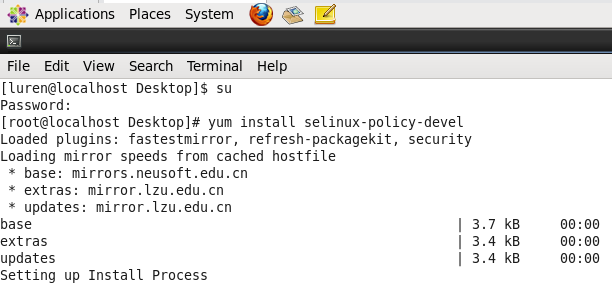 Applications Places System
File Edit View Search Terminal Help
[luren@localhost Desktop]$ su
Password:
[root@localhost Desktop]# yum install selinux-policy-devel
Loaded plugins: fastestmirror, refresh-packagekit, security
Loading mirror speeds from cached hostfile
 * base: mirrors.neusoft.edu.cn
 * extras: mirror.lzu.edu.cn
 * updates: mirror.lzu.edu.cn
base | 3.7 kB 00:00
extras | 3.4 kB 00:00
updates | 3.4 kB 00:00
Setting up Install Process